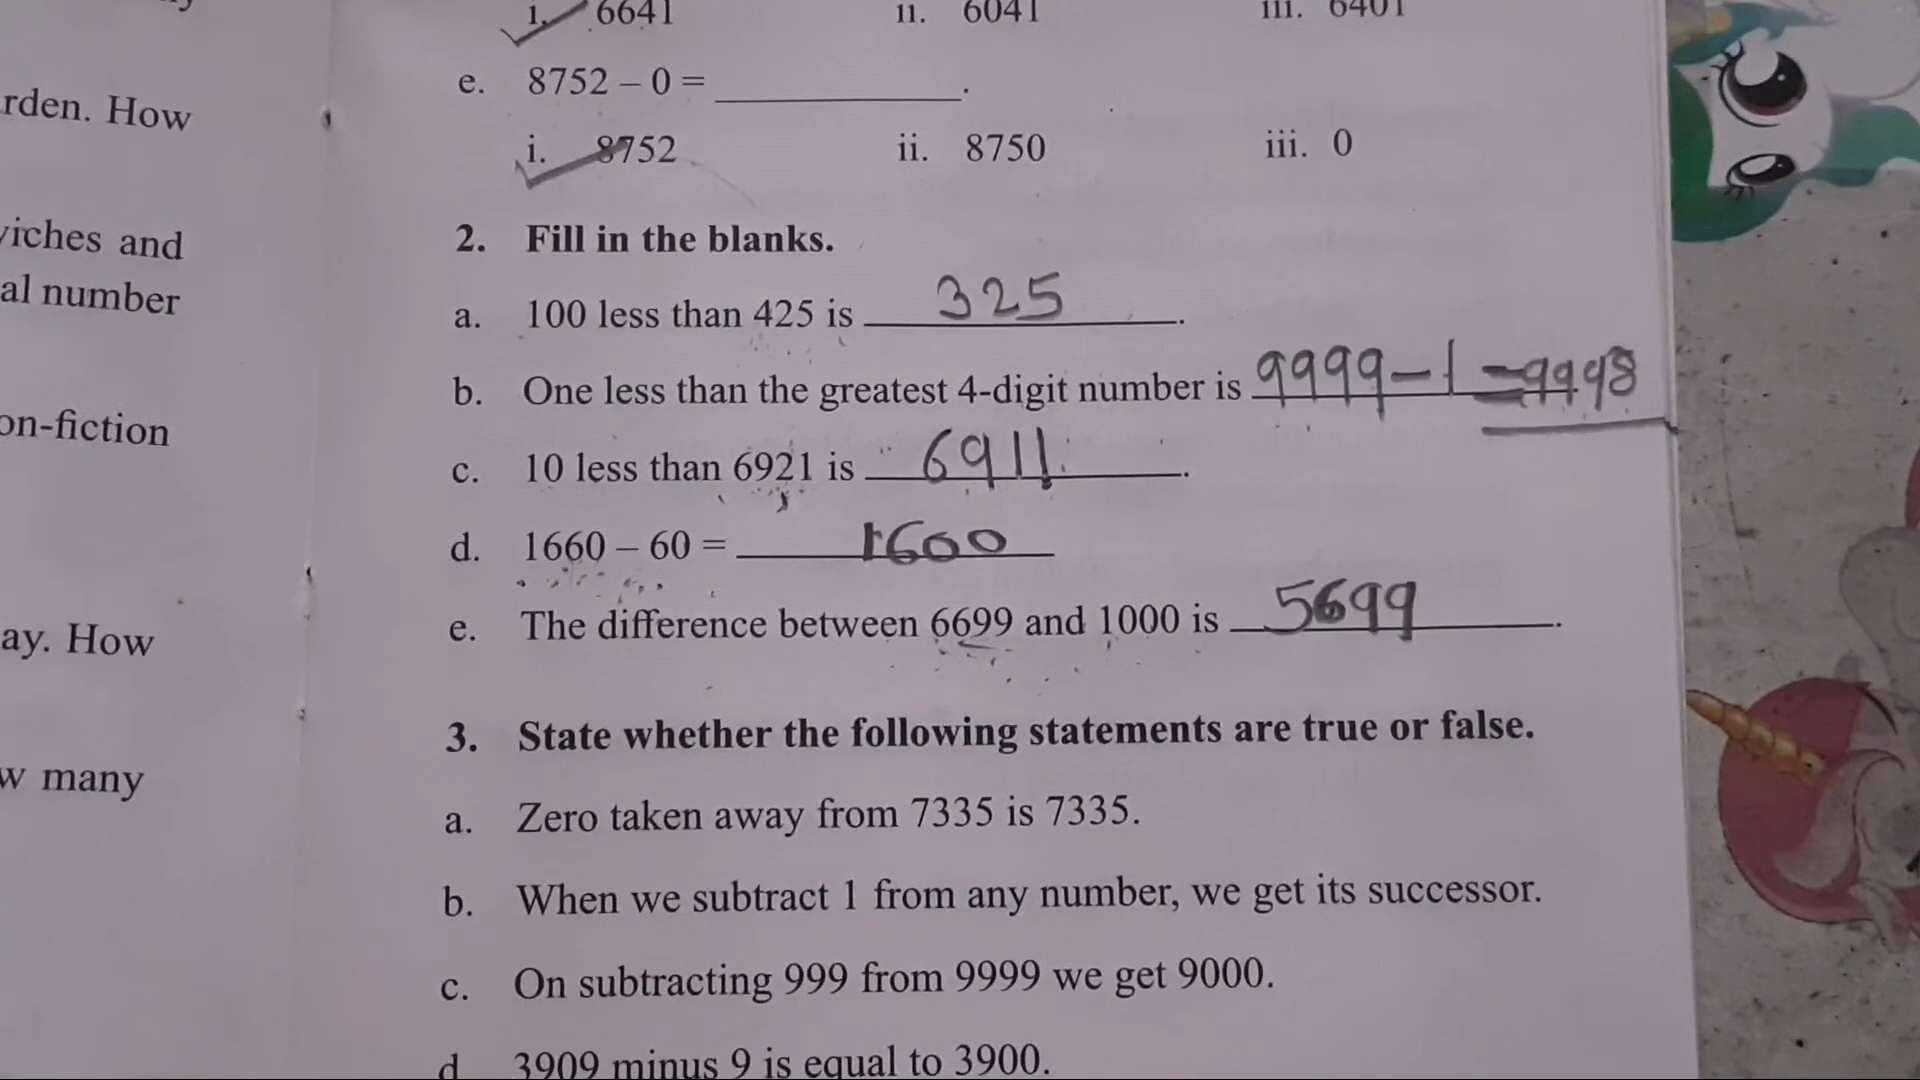 i. 6641 ii. 6041 iii. 6401
e. 8752 – 0 = ____________.
i. 8752 ii. 8750 iii. 0
rden. How
2. Fill in the blanks.
iches and
al number
a. 100 less than 425 is 325.
b. One less than the greatest 4-digit number is 9999-1=9998
on-fiction
c. 10 less than 6921 is 6911.
d. 1660 – 60 = 1600
e. The difference between 6699 and 1000 is 5699.
ay. How
3. State whether the following statements are true or false.
w many
a. Zero taken away from 7335 is 7335.
b. When we subtract 1 from any number, we get its successor.
c. On subtracting 999 from 9999 we get 9000.
d 3909 minus 9 is equal to 3900.